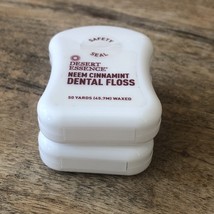 SAFETY
SEAL
DESERT
ESSENCE
NEEM CINNAMINT
DENTAL FLOSS
50 YARDS (45.7M) WAXED